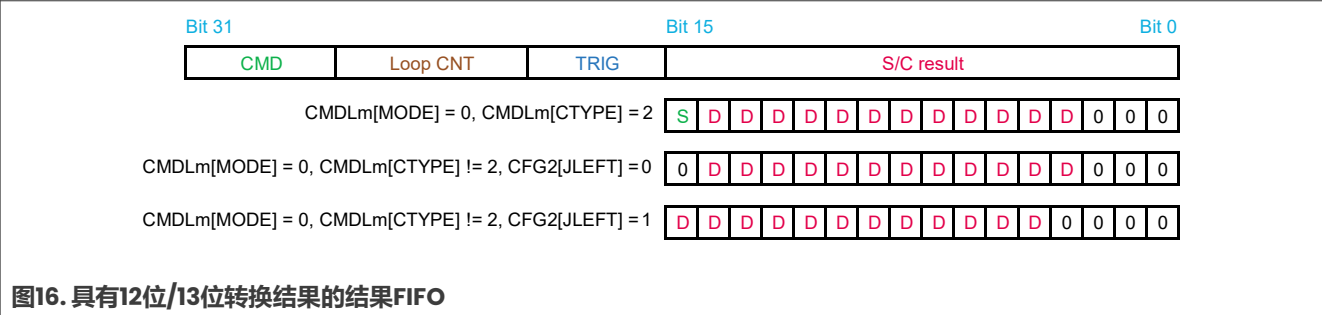 Bit 31 Bit 15 Bit 0
CMD Loop CNT TRIG S/C result
CMDLm[MODE] = 0, CMDLm[CTYPE] = 2 S D D D D D D D D D D D D 0 0 0
CMDLm[MODE] = 0, CMDLm[CTYPE] != 2, CFG2[JLEFT] = 0 0 D D D D D D D D D D D D 0 0 0
CMDLm[MODE] = 0, CMDLm[CTYPE] != 2, CFG2[JLEFT] = 1 D D D D D D D D D D D D 0 0 0 0
图16. 具有12位/13位转换结果的结果FIFO